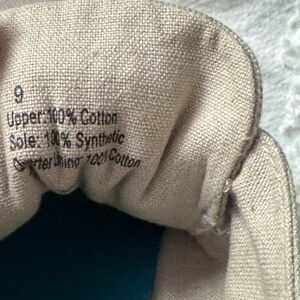 9
Upper: 100% Cotton
Sole: 100% Synthetic
Quarter Lining: 100% Cotton